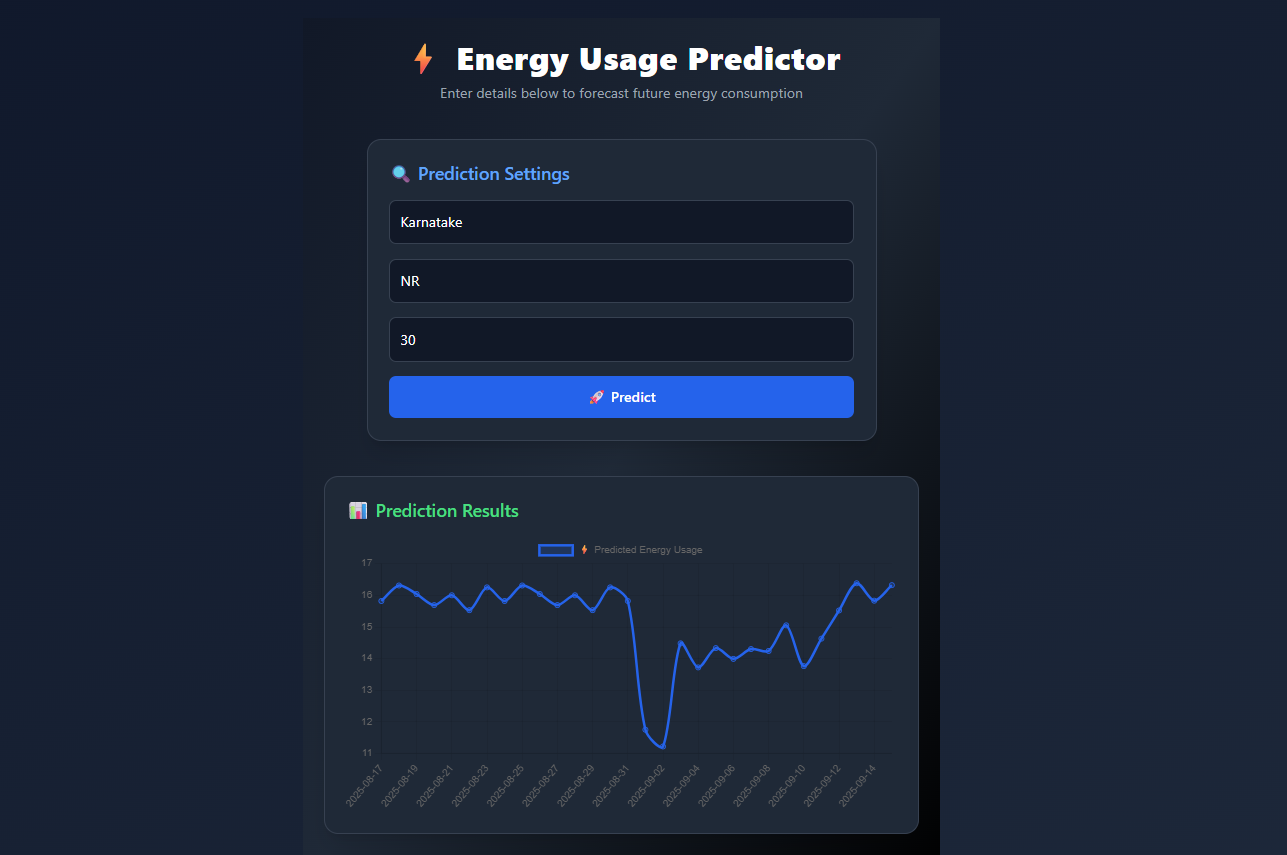 ⚡ Energy Usage Predictor
Enter details below to forecast future energy consumption
🔍 Prediction Settings
Karnatake
NR
30
🚀 Predict
📊 Prediction Results
⚡ Predicted Energy Usage
17
16
15
14
13
12
11
2025-08-17
2025-08-19
2025-08-21
2025-08-23
2025-08-25
2025-08-27
2025-08-29
2025-08-31
2025-09-02
2025-09-04
2025-09-06
2025-09-08
2025-09-10
2025-09-12
2025-09-14